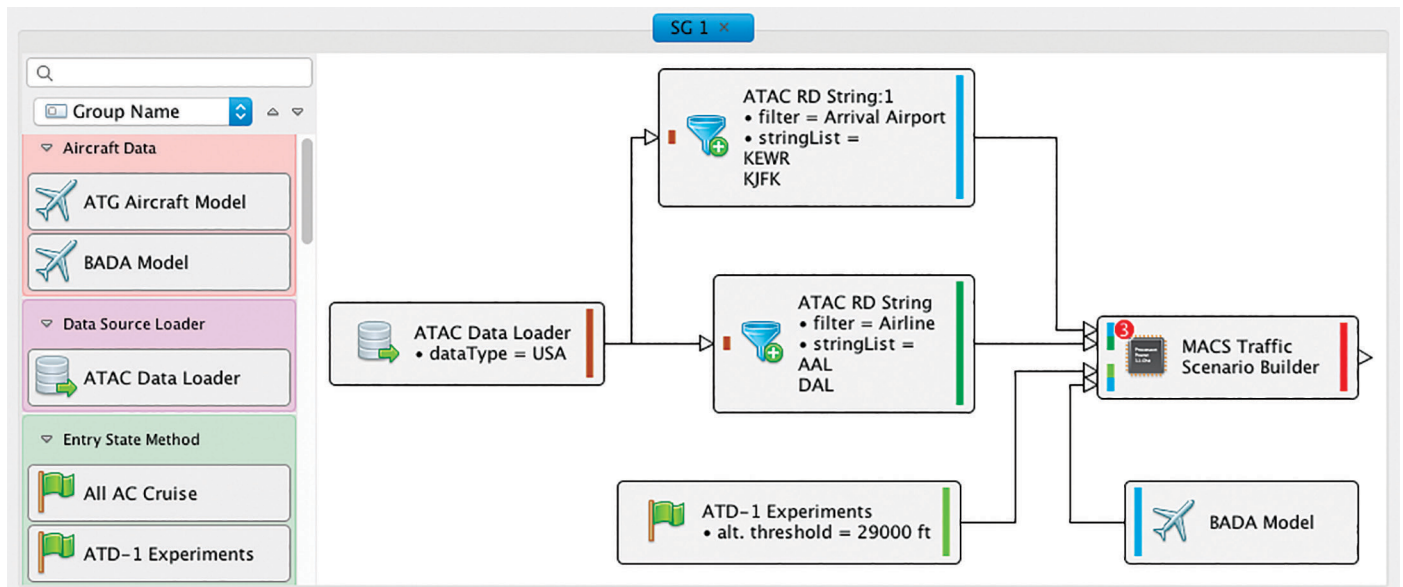 SG 1 ×
Group Name
Aircraft Data
ATG Aircraft Model
BADA Model
Data Source Loader
ATAC Data Loader
Entry State Method
All AC Cruise
ATD-1 Experiments
ATAC Data Loader
• dataType = USA
ATAC RD String:1
• filter = Arrival Airport
• stringList =
KEWR
KJFK
ATAC RD String
• filter = Airline
• stringList =
AAL
DAL
ATD-1 Experiments
• alt. threshold = 29000 ft
3
MACS Traffic
Scenario Builder
BADA Model